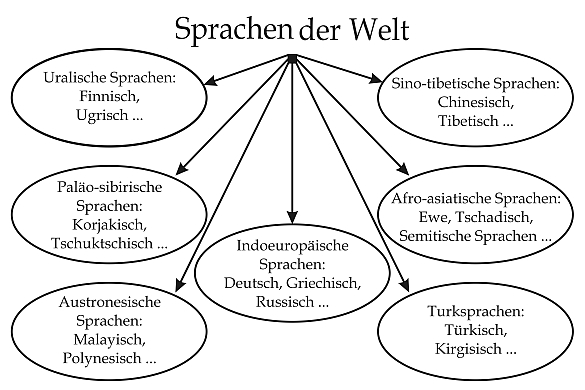 Sprachen der Welt
Uralische Sprachen:
Finnisch,
Ugrisch ...
Sino-tibetische Sprachen:
Chinesisch,
Tibetisch ...
Paläo-sibirische
Sprachen:
Korjakisch,
Tschuktschisch ...
Afro-asiatische Sprachen:
Ewe, Tschadisch,
Semitische Sprachen ...
Indoeuropäische
Sprachen:
Deutsch, Griechisch,
Russisch ...
Austronesische
Sprachen:
Malayisch,
Polynesisch ...
Turksprachen:
Türkisch,
Kirgisisch ...